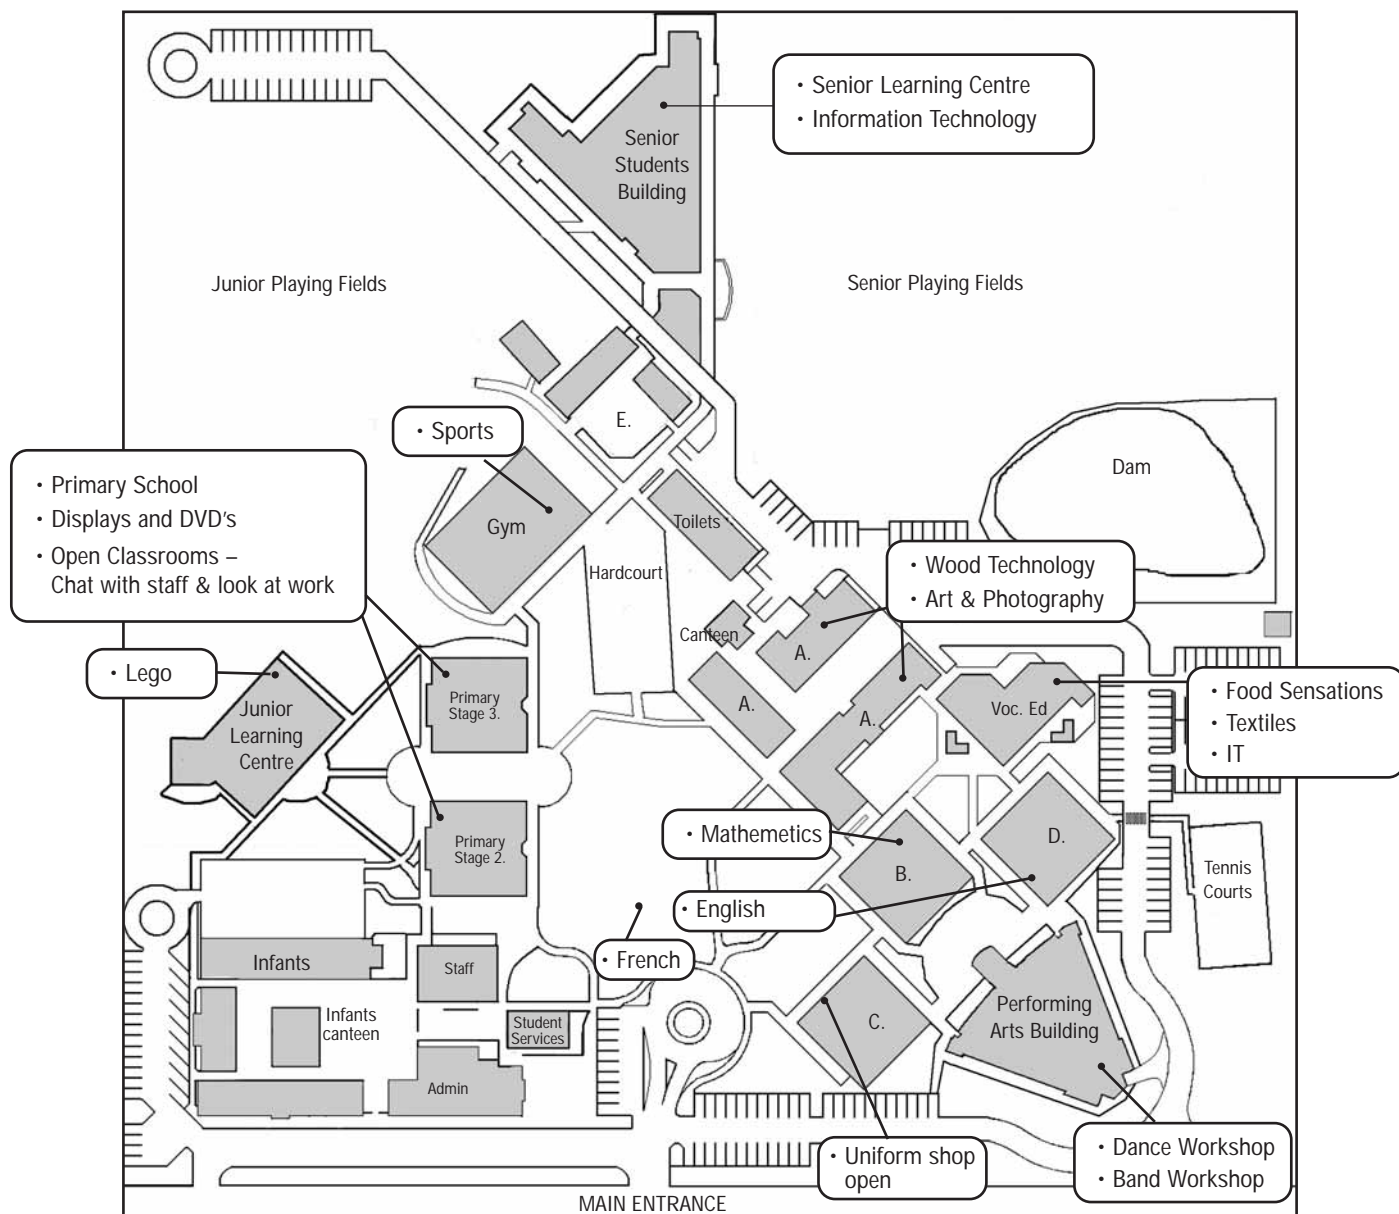 • Senior Learning Centre
• Information Technology
Senior
Students
Building
Junior Playing Fields
Senior Playing Fields
• Sports
E.
Dam
• Primary School
• Displays and DVD's
• Open Classrooms –
Chat with staff & look at work
Gym
Toilets
Hardcourt
• Wood Technology
• Art & Photography
Canteen
A.
• Lego
Primary
Stage 3.
A.
A.
Voc. Ed
• Food Sensations
• Textiles
• IT
Junior
Learning
Centre
• Mathemetics
Primary
Stage 2.
B.
D.
Tennis
Courts
• English
• French
Infants
Staff
Infants
canteen
Student
Services
C.
Performing
Arts Building
Admin
• Uniform shop
open
• Dance Workshop
• Band Workshop
MAIN ENTRANCE